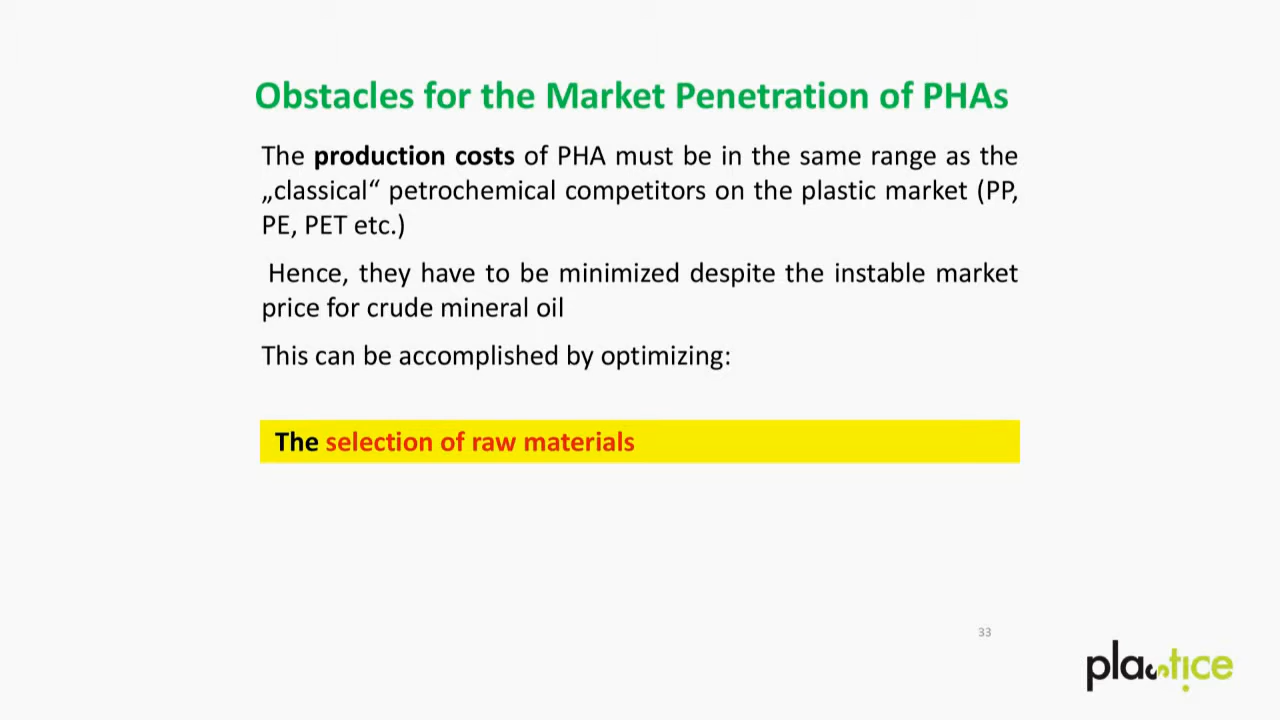 Obstacles for the Market Penetration of PHAs
The production costs of PHA must be in the same range as the
„classical“ petrochemical competitors on the plastic market (PP,
PE, PET etc.)
Hence, they have to be minimized despite the instable market
price for crude mineral oil
This can be accomplished by optimizing:
The selection of raw materials
33
plastice